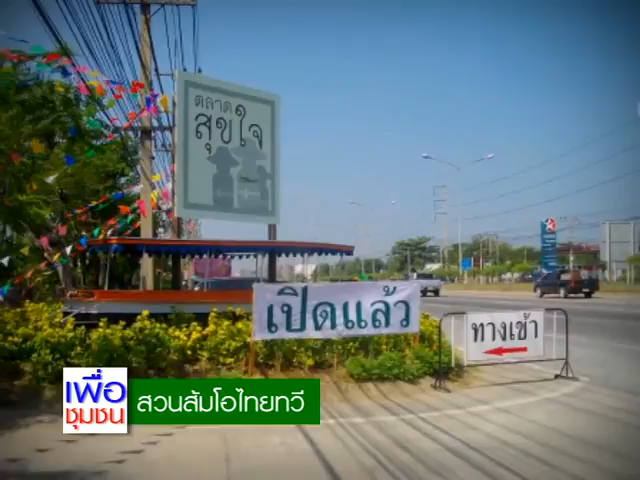 ตลาด
สุขใจ
เปิดแล้ว
ทางเข้า
เพื่อ
ชุมชน
สวนส้มโอไทยทวี